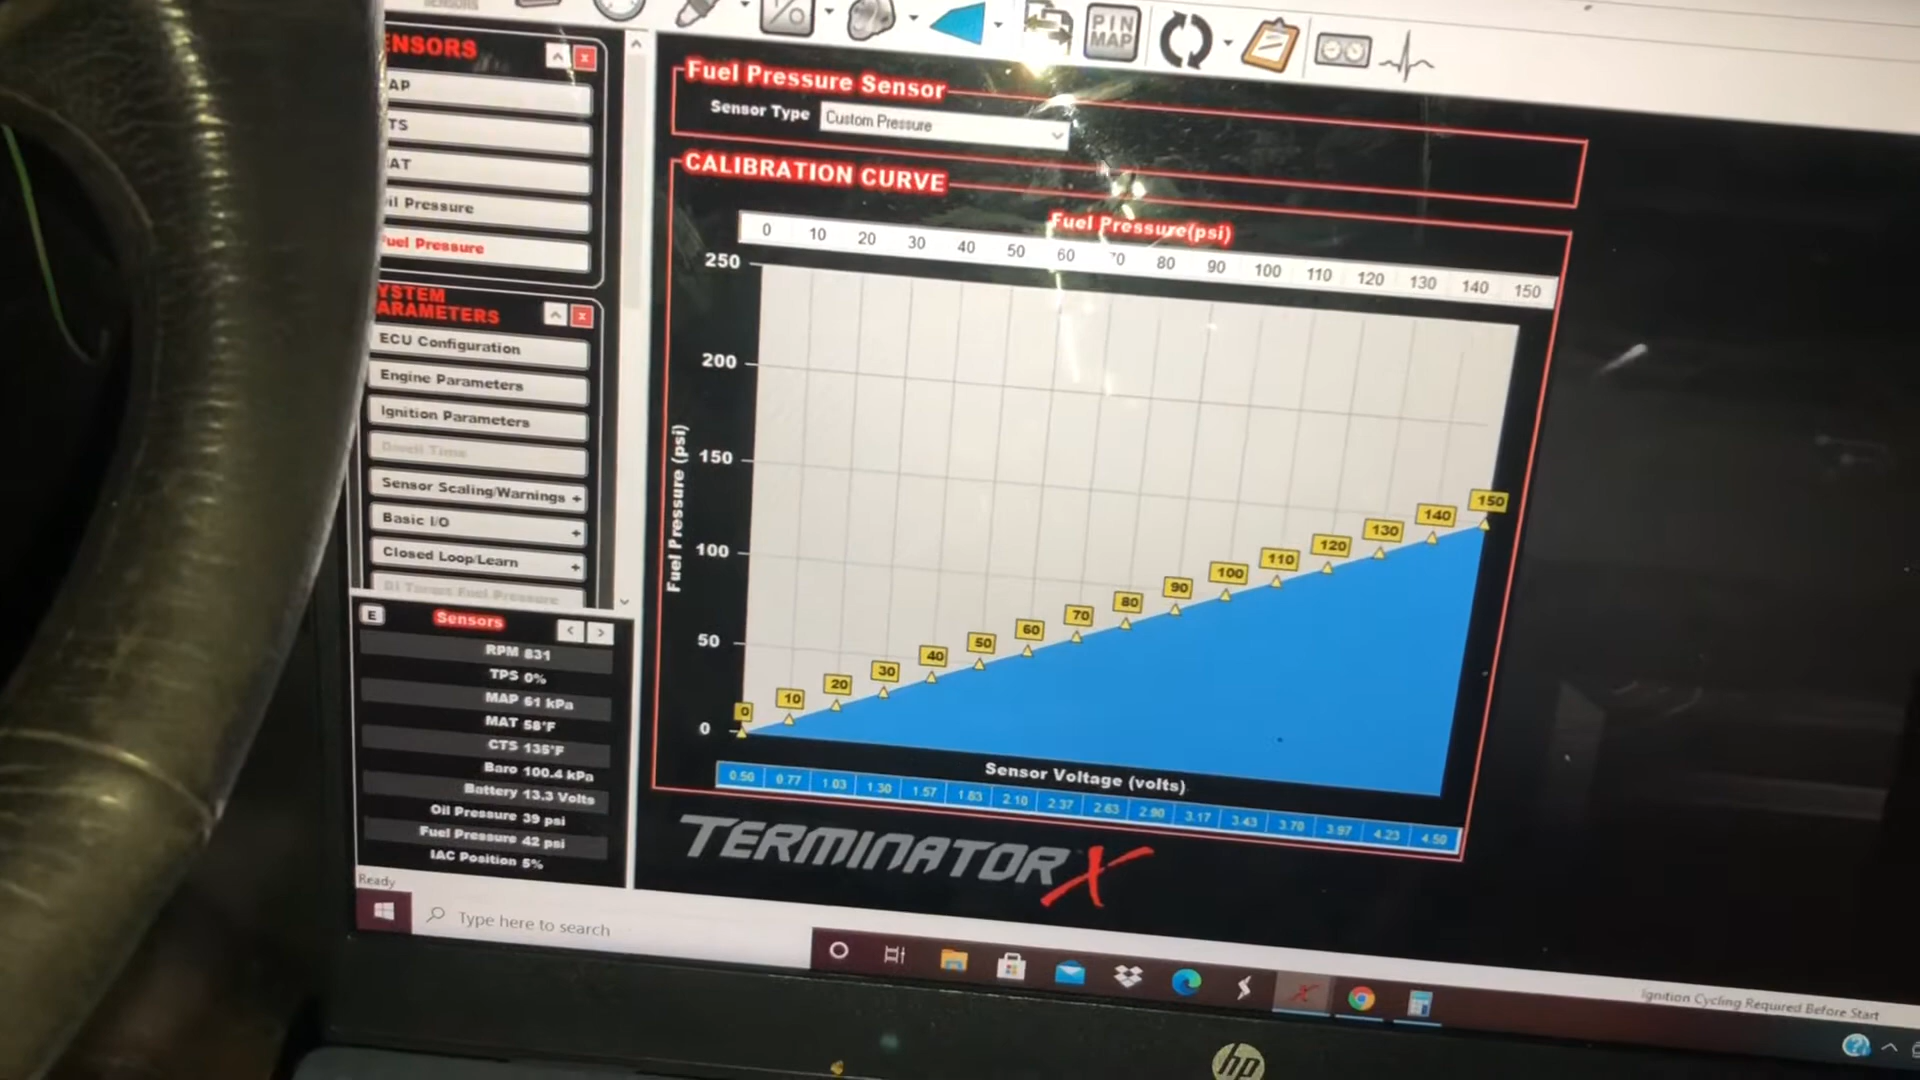 PIN
MAP
ENSORS
AP
TS
AT
il Pressure
uel Pressure
YSTEM
ARAMETERS
ECU Configuration
Engine Parameters
Ignition Parameters
Dwell Time
Sensor Scaling/Warnings +
Basic I/O +
Closed Loop/Learn +
DI Target Fuel Pressure
E Sensors < >
RPM 831
TPS 0%
MAP 61 kPa
MAT 58°F
CTS 135°F
Baro 100.4 kPa
Battery 13.3 Volts
Oil Pressure 39 psi
Fuel Pressure 42 psi
IAC Position 5%
Ready
Fuel Pressure Sensor
Sensor Type Custom Pressure
CALIBRATION CURVE
Fuel Pressure(psi)
0 10 20 30 40 50 60 70 80 90 100 110 120 130 140 150
250
200
150
100
50
0
Fuel Pressure (psi)
0 10 20 30 40 50 60 70 80 90 100 110 120 130 140 150
Sensor Voltage (volts)
0.50 0.77 1.03 1.30 1.57 1.83 2.10 2.37 2.63 2.90 3.17 3.43 3.70 3.97 4.23 4.50
TERMINATOR X
Type here to search
Ignition Cycling Required Before Start
hp